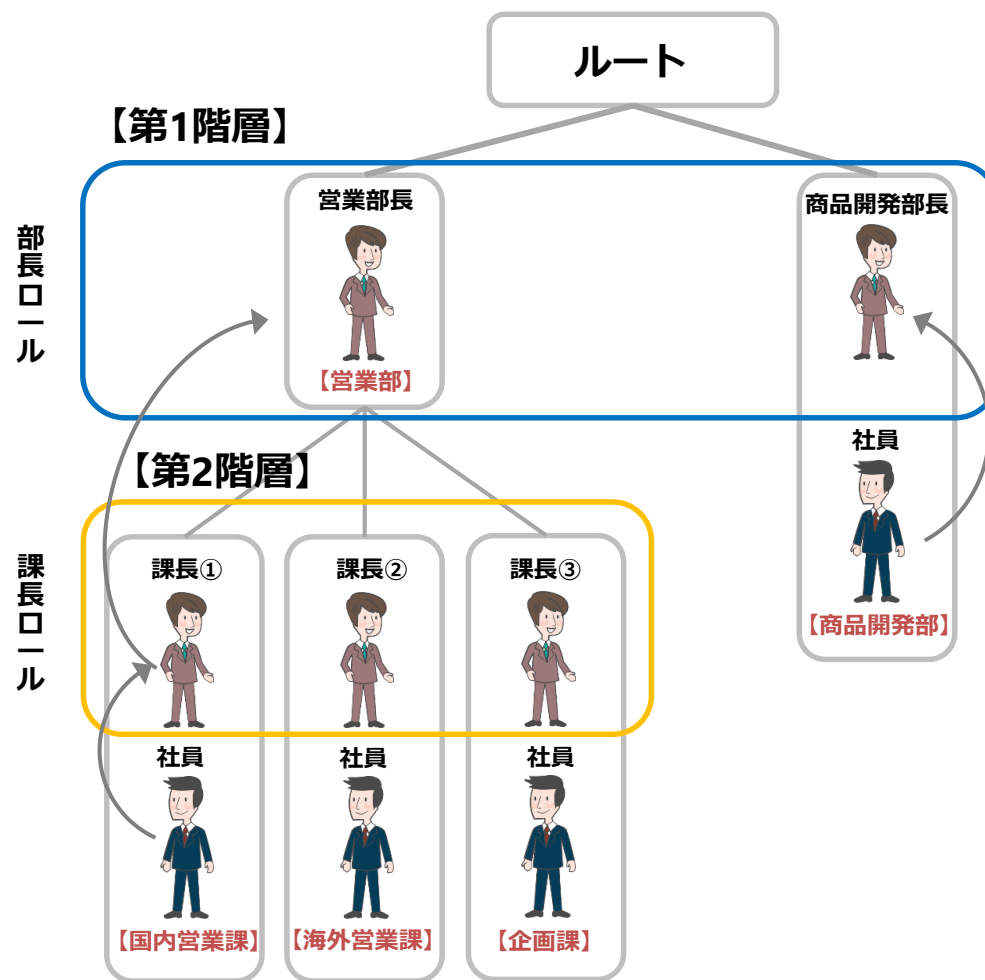 ルート
【第1階層】
部長ロール
営業部長
商品開発部長
【営業部】
社員
【商品開発部】
【第2階層】
課長ロール
課長①
課長②
課長③
社員
社員
社員
【国内営業課】
【海外営業課】
【企画課】